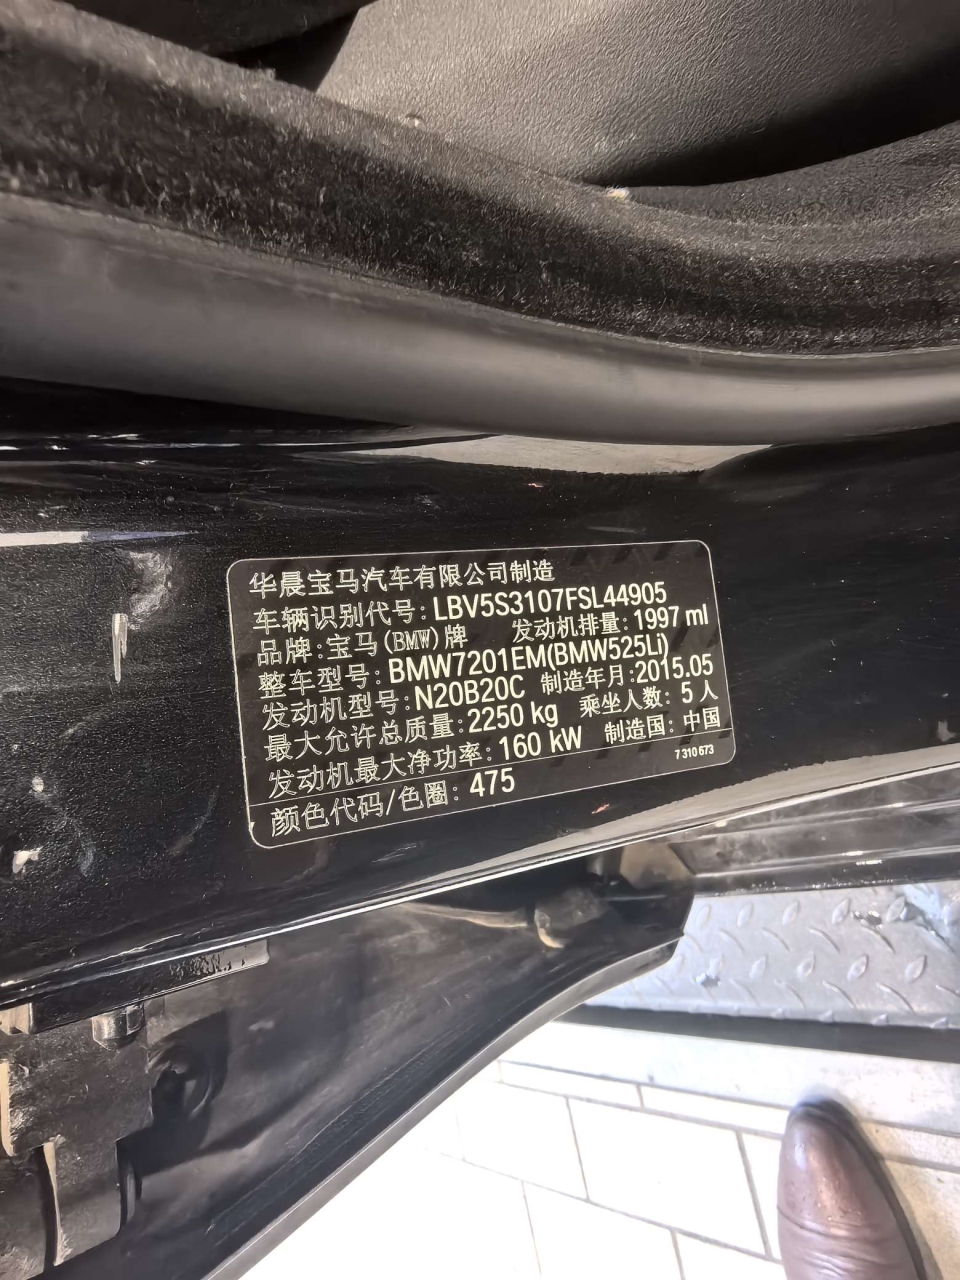 华晨宝马汽车有限公司制造
车辆识别代号: LBV5S3107FSL44905
品牌: 宝马(BMW)牌 发动机排量: 1997 ml
整车型号: BMW7201EM(BMW525Li)
发动机型号: N20B20C 制造年月: 2015.05
最大允许总质量: 2250 kg 乘坐人数: 5 人
发动机最大净功率: 160 kW 制造国: 中国
颜色代码/色圈: 475 7 310 673